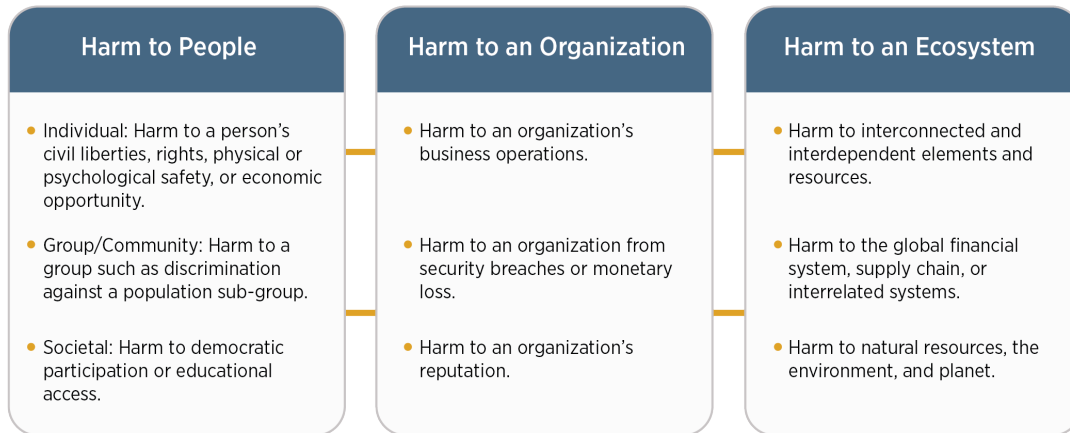 Harm to People
• Individual: Harm to a person's
civil liberties, rights, physical or
psychological safety, or economic
opportunity.
• Group/Community: Harm to a
group such as discrimination
against a population sub-group.
• Societal: Harm to democratic
participation or educational
access.
Harm to an Organization
• Harm to an organization's
business operations.
• Harm to an organization from
security breaches or monetary
loss.
• Harm to an organization's
reputation.
Harm to an Ecosystem
• Harm to interconnected and
interdependent elements and
resources.
• Harm to the global financial
system, supply chain, or
interrelated systems.
• Harm to natural resources, the
environment, and planet.